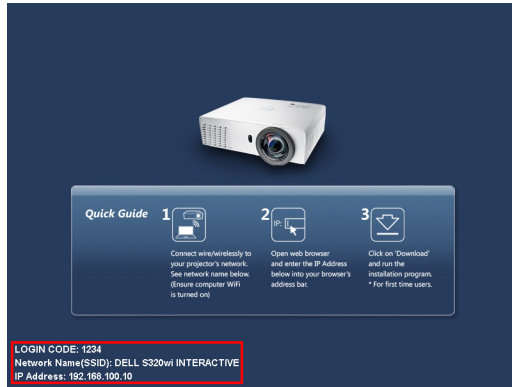 Quick Guide
1
Connect wire/wirelessly to
your projector's network.
See network name below.
(Ensure computer WiFi
is turned on)
2
IP:
Open web browser
and enter the IP Address
below into your browser's
address bar.
3
Click on 'Download'
and run the
installation program.
* For first time users.
LOGIN CODE: 1234
Network Name(SSID): DELL S320wi INTERACTIVE
IP Address: 192.168.100.10